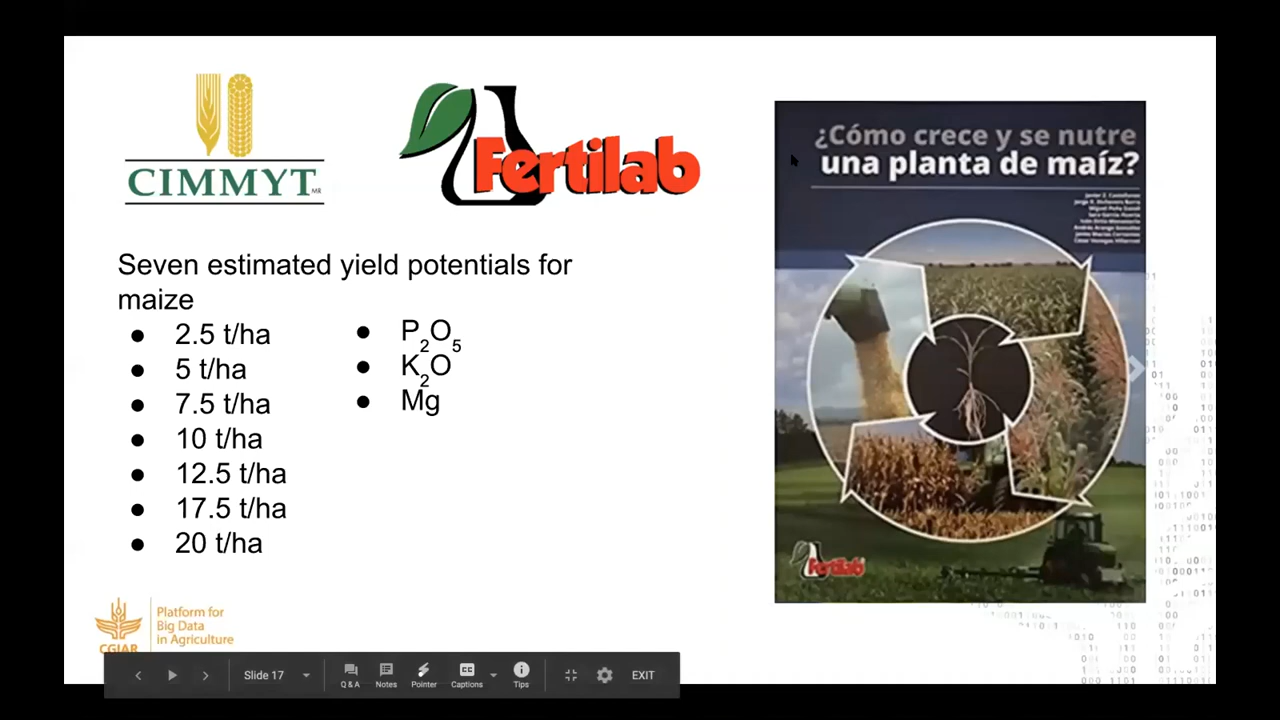 CIMMYT MR
Fertilab
Seven estimated yield potentials for
maize
● 2.5 t/ha
● 5 t/ha
● 7.5 t/ha
● 10 t/ha
● 12.5 t/ha
● 17.5 t/ha
● 20 t/ha
● P₂O₅
● K₂O
● Mg
¿Cómo crece y se nutre
una planta de maíz?
Fertilab
CGIAR
Platform for
Big Data
in Agriculture
Slide 17
Q & A
Notes
Pointer
Captions
Tips
EXIT